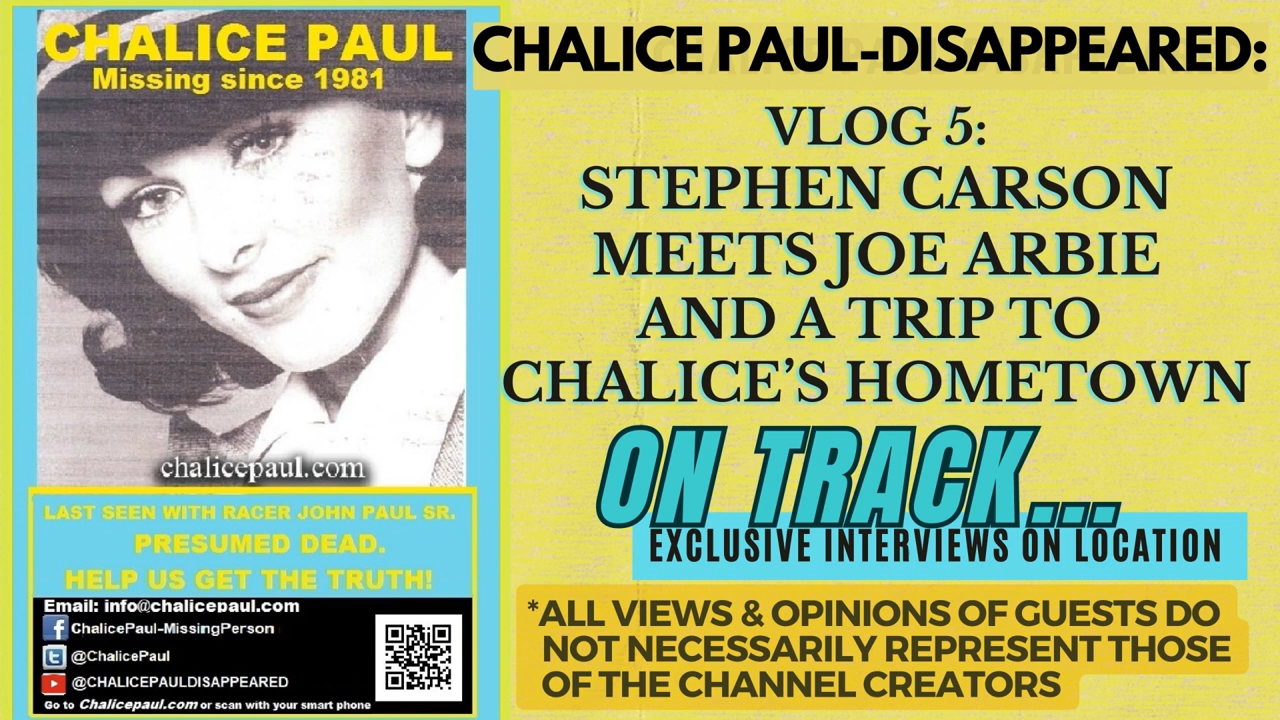 CHALICE PAUL
Missing since 1981
chalicepaul.com
LAST SEEN WITH RACER JOHN PAUL SR.
PRESUMED DEAD.
HELP US GET THE TRUTH!
Email: info@chalicepaul.com
f ChalicePaul-MissingPerson
t @ChalicePaul
@CHALICEPAULDISAPPEARED
Go to Chalicepaul.com or scan with your smart phone
CHALICE PAUL-DISAPPEARED:
VLOG 5:
STEPHEN CARSON
MEETS JOE ARBIE
AND A TRIP TO
CHALICE'S HOMETOWN
ON TRACK...
EXCLUSIVE INTERVIEWS ON LOCATION
*ALL VIEWS & OPINIONS OF GUESTS DO
NOT NECESSARILY REPRESENT THOSE
OF THE CHANNEL CREATORS